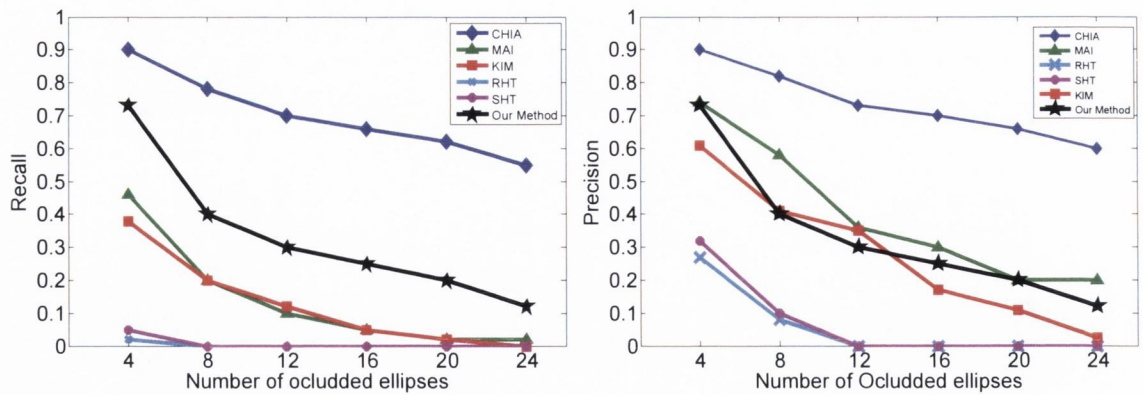 1
0.9
0.8
0.7
0.6
0.5
0.4
0.3
0.2
0.1
0
Recall
4 8 12 16 20 24
Number of ocludded ellipses
CHIA
MAI
KIM
RHT
SHT
Our Method
1
0.9
0.8
0.7
0.6
0.5
0.4
0.3
0.2
0.1
0
Precision
4 8 12 16 20 24
Number of Ocludded ellipses
CHIA
MAI
RHT
SHT
KIM
Our Method